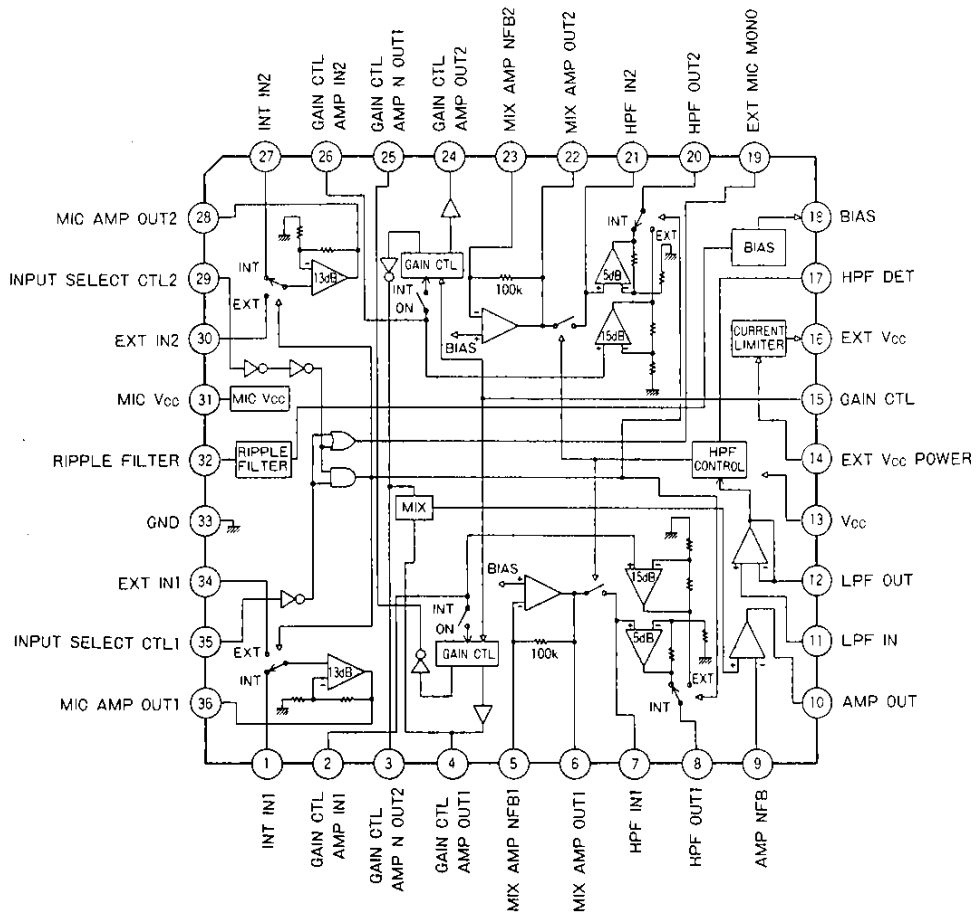 INT IN2
GAIN CTL
AMP IN2
GAIN CTL
AMP N OUT1
GAIN CTL
AMP OUT2
MIX AMP NFB2
MIX AMP OUT2
HPF IN2
HPF OUT2
EXT MIC MONO
27
26
25
24
23
22
21
20
19
MIC AMP OUT2
28
INPUT SELECT CTL2
29
EXT IN2
30
MIC Vcc
31
RIPPLE FILTER
32
GND
33
EXT IN1
34
INPUT SELECT CTL1
35
MIC AMP OUT1
36
18
BIAS
17
HPF DET
16
EXT Vcc
15
GAIN CTL
14
EXT Vcc POWER
13
Vcc
12
LPF OUT
11
LPF IN
10
AMP OUT
INT
EXT
13dB
GAIN CTL
INT
ON
100k
BIAS
INT
EXT
5dB
15dB
BIAS
CURRENT
LIMITER
MIC Vcc
RIPPLE
FILTER
HPF
CONTROL
MIX
BIAS
15dB
INT
ON
GAIN CTL
100k
5dB
EXT
INT
EXT
INT
13dB
1
2
3
4
5
6
7
8
9
INT IN1
GAIN CTL
AMP IN1
GAIN CTL
AMP N OUT2
GAIN CTL
AMP OUT1
MIX AMP NFB1
MIX AMP OUT1
HPF IN1
HPF OUT1
AMP NFB